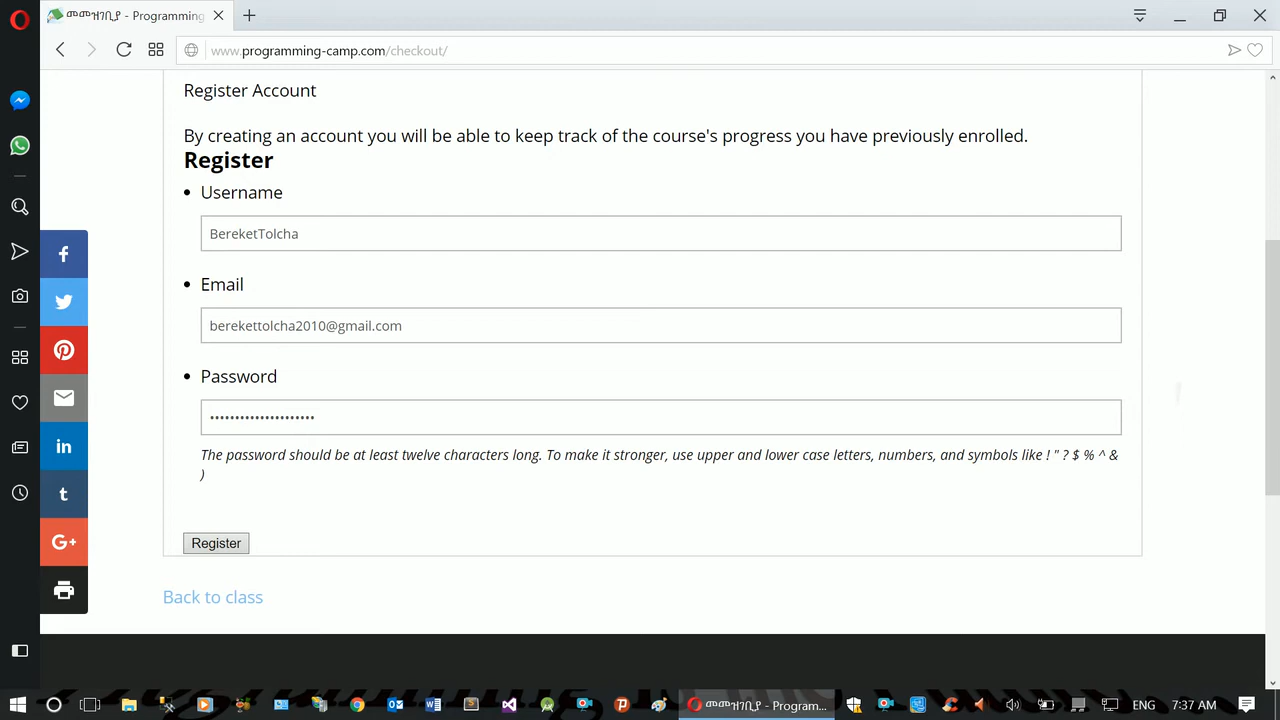 መመዝገቢያ - Programming
www.programming-camp.com/checkout/
Register Account
By creating an account you will be able to keep track of the course's progress you have previously enrolled.
Register
Username
BereketTolcha
Email
berekettolcha2010@gmail.com
Password
•••••••••••••••••••••
The password should be at least twelve characters long. To make it stronger, use upper and lower case letters, numbers, and symbols like ! " ? $ % ^ &
)
Register
Back to class
መመዝገቢያ - Program...
ENG
7:37 AM